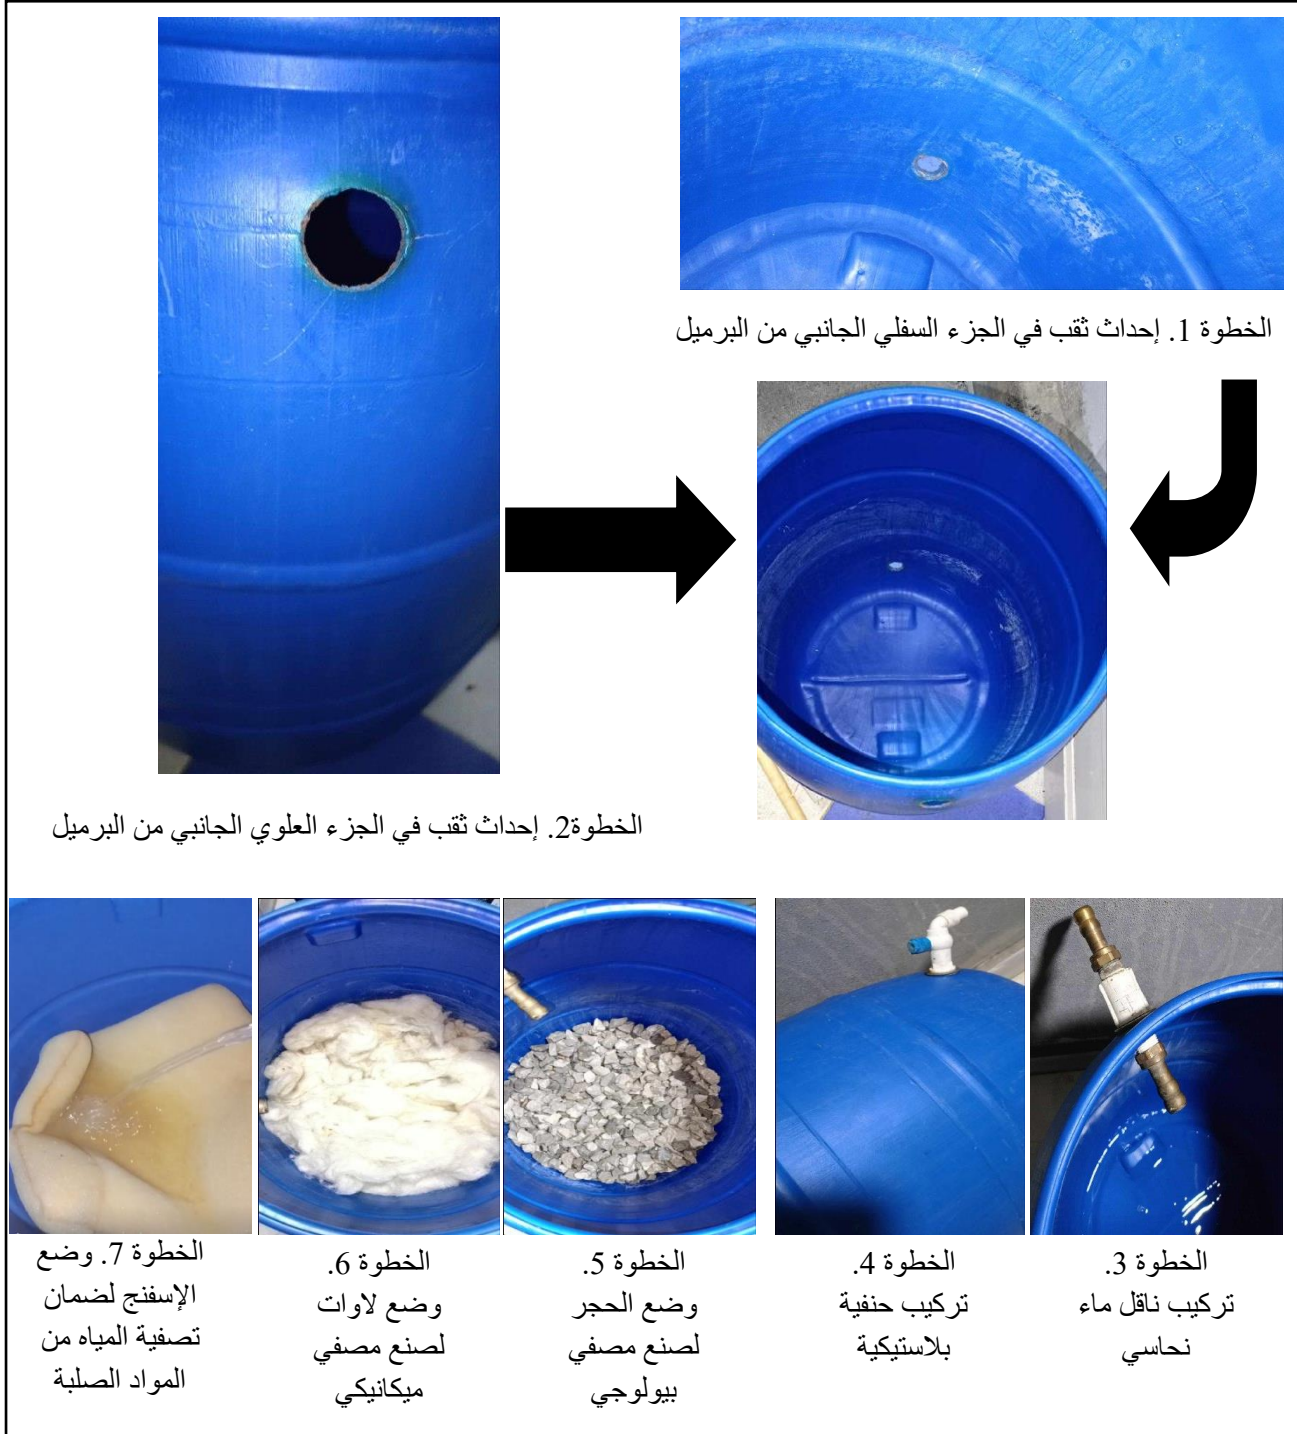 الخطوة 1. إحداث ثقب في الجزء السفلي الجانبي من البرميل
الخطوة2. إحداث ثقب في الجزء العلوي الجانبي من البرميل
الخطوة 3.
تركيب ناقل ماء
نحاسي
الخطوة 4.
تركيب حنفية
بلاستيكية
الخطوة 5.
وضع الحجر
لصنع مصفي
بيولوجي
الخطوة 6.
وضع لاوات
لصنع مصفي
ميكانيكي
الخطوة 7. وضع
الإسفنج لضمان
تصفية المياه من
المواد الصلبة